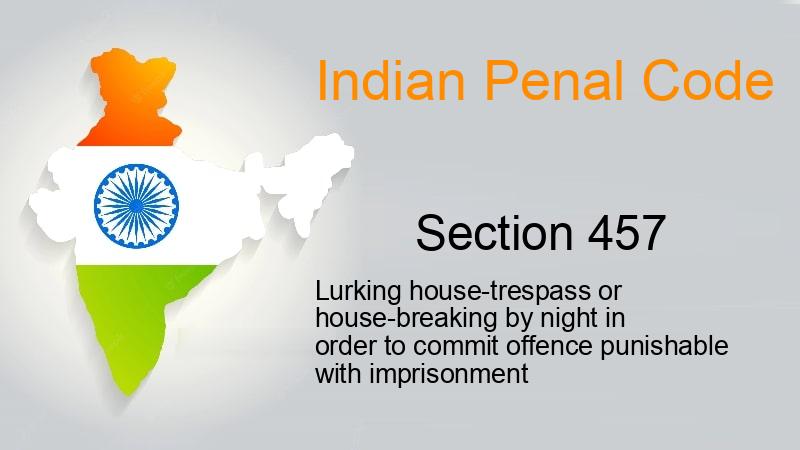 Indian Penal Code
Section 457
Lurking house-trespass or
house-breaking by night in
order to commit offence punishable
with imprisonment